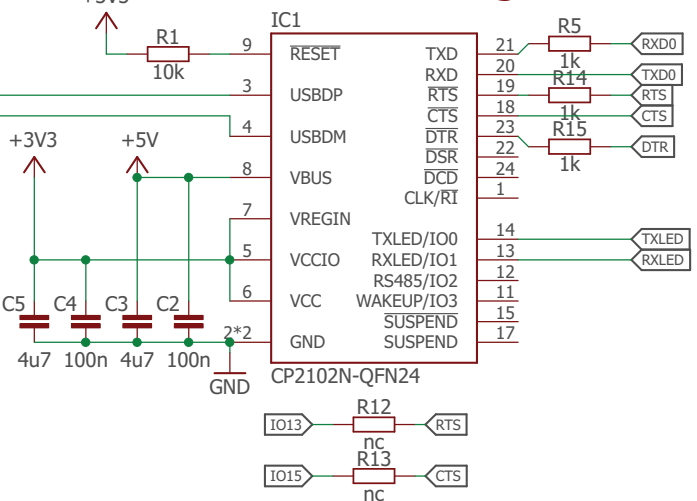 +3V3
IC1
R1
10k
9
RESET
3
USBDP
4
USBDM
8
VBUS
7
VREGIN
5
VCCIO
6
VCC
2*2
GND
TXD
21
RXD
20
RTS
19
CTS
18
DTR
23
DSR
22
DCD
24
CLK/RI
1
TXLED/IO0
14
RXLED/IO1
13
RS485/IO2
12
WAKEUP/IO3
11
SUSPEND
15
SUSPEND
17
R5
1k
RXD0
TXD0
R14
1k
RTS
CTS
R15
1k
DTR
TXLED
RXLED
+3V3
+5V
C5
C4
C3
C2
4u7
100n
4u7
100n
GND
CP2102N-QFN24
R12
IO13
RTS
nc
R13
IO15
CTS
nc